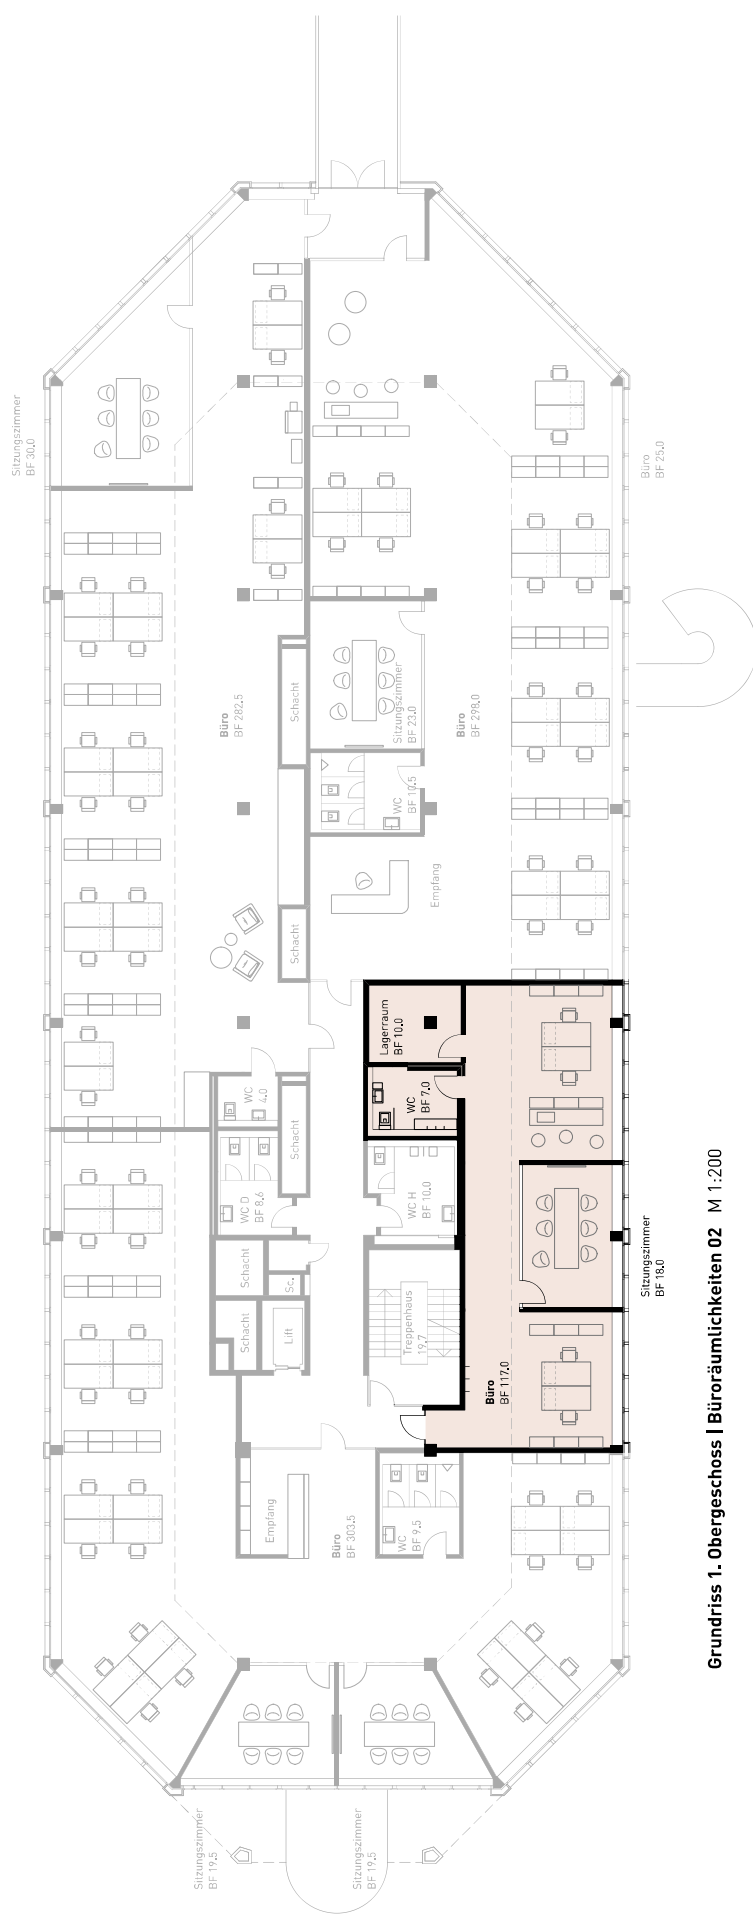 Sitzungszimmer
BF 30.0
Büro
BF 25.0
Büro
BF 282.5
Schacht
Sitzungszimmer
BF 23.0
Büro
BF 298.0
WC
BF 10.5
Empfang
Schacht
Lagerraum
BF 10.0
WC
BF 7.0
WC
4.0
Schacht
WC D
BF 8.6
WC H
BF 10.0
Schacht
Sc.
Schacht
Lift
Treppenhaus
19.7
Sitzungszimmer
BF 18.0
Büro
BF 117.0
Empfang
Büro
BF 303.5
WC
BF 9.5
Sitzungszimmer
BF 19.5
Sitzungszimmer
BF 19.5
Grundriss 1. Obergeschoss | Büroräumlichkeiten 02 M 1:200